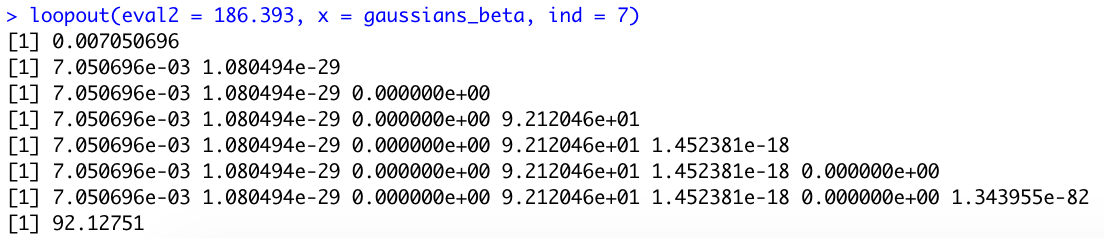 > loopout(eval2 = 186.393, x = gaussians_beta, ind = 7)
[1] 0.007050696
[1] 7.050696e-03 1.080494e-29
[1] 7.050696e-03 1.080494e-29 0.000000e+00
[1] 7.050696e-03 1.080494e-29 0.000000e+00 9.212046e+01
[1] 7.050696e-03 1.080494e-29 0.000000e+00 9.212046e+01 1.452381e-18
[1] 7.050696e-03 1.080494e-29 0.000000e+00 9.212046e+01 1.452381e-18 0.000000e+00
[1] 7.050696e-03 1.080494e-29 0.000000e+00 9.212046e+01 1.452381e-18 0.000000e+00 1.343955e-82
[1] 92.12751